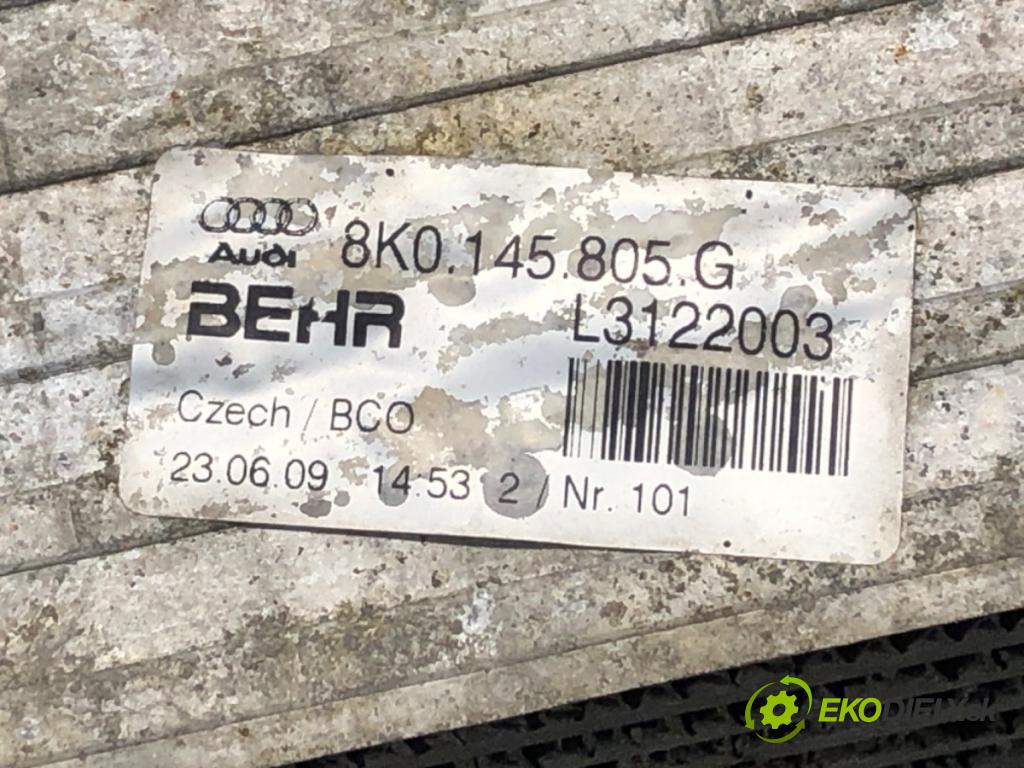 Audi 8K0.145.805.G
BEHR L3122003
Czech / BCO
23.06.09 14:53 2 / Nr. 101
EKODIELY.sk